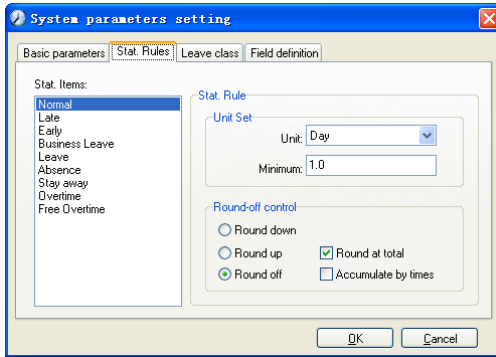 System parameters setting
Basic parameters Stat. Rules Leave class Field definition
Stat. Items:
Normal
Late
Early
Business Leave
Leave
Absence
Stay away
Overtime
Free Overtime
Stat. Rule
Unit Set
Unit: Day
Minimum: 1.0
Round-off control
Round down
Round up Round at total
Round off Accumulate by times
OK Cancel